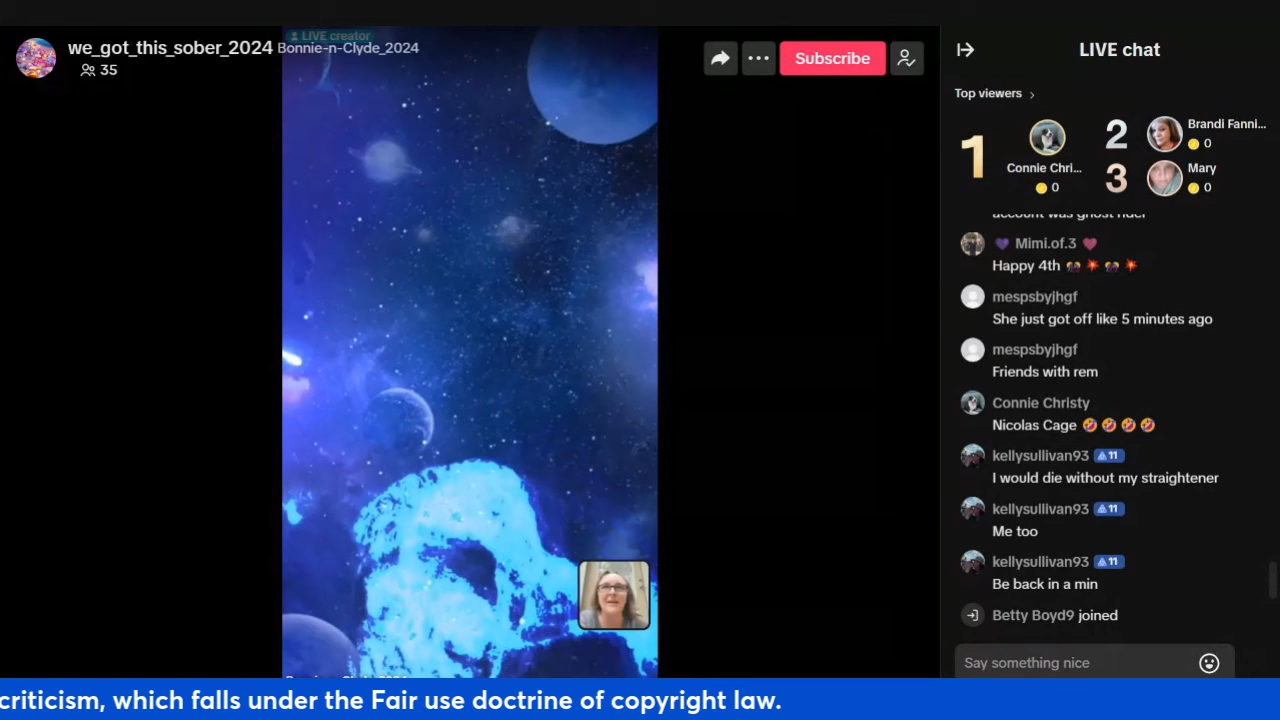 we_got_this_sober_2024
35
LIVE creator
Bonnie-n-Clyde_2024
Subscribe
LIVE chat
Top viewers
1
Connie Chri...
0
2
Brandi Fanni...
0
3
Mary
0
account was ghost rider
Mimi.of.3
Happy 4th
mespsbyjhgf
She just got off like 5 minutes ago
mespsbyjhgf
Friends with rem
Connie Christy
Nicolas Cage 🤣🤣🤣🤣
kellysullivan93 11
I would die without my straightener
kellysullivan93 11
Me too
kellysullivan93 11
Be back in a min
Betty Boyd9 joined
Say something nice
criticism, which falls under the Fair use doctrine of copyright law.